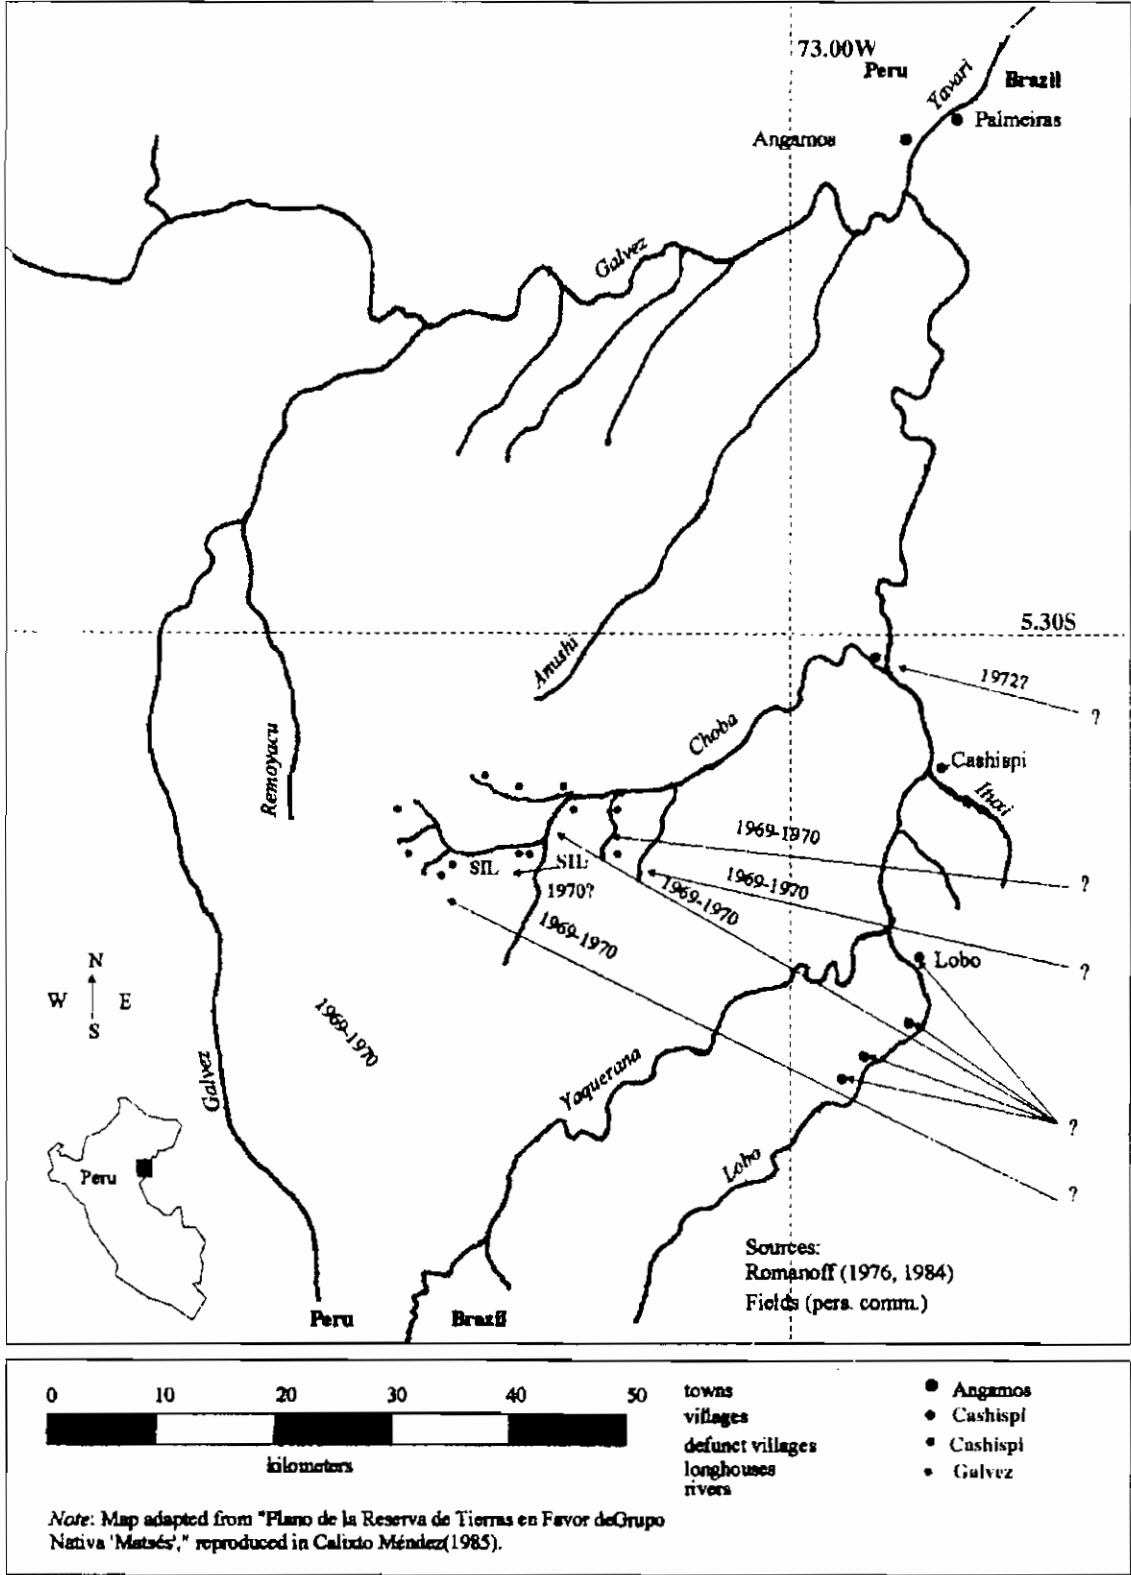 73.00W
Peru
Yavari
Brazil
Palmeiras
Angamos
Galvez
5.30S
Anushi
1972?
?
Choba
Remoyacu
Cashispi
Ituxi
1969-1970
?
SIL
SIL
1969-1970
1969-1970
1970?
1969-1970
?
Lobo
N
W E
S
1969-1970
Galvez
Yaquerana
?
Peru
Lobo
?
Sources:
Romanoff (1976, 1984)
Fields (pers. comm.)
Peru
Brazil
0 10 20 30 40 50
kilometers
towns
villages
defunct villages
longhouses
rivers
Angamos
Cashispi
Cashispi
Galvez
Note: Map adapted from "Plano de la Reserva de Tierras en Favor deGrupo
Nativa 'Matsés'," reproduced in Calixto Méndez(1985).